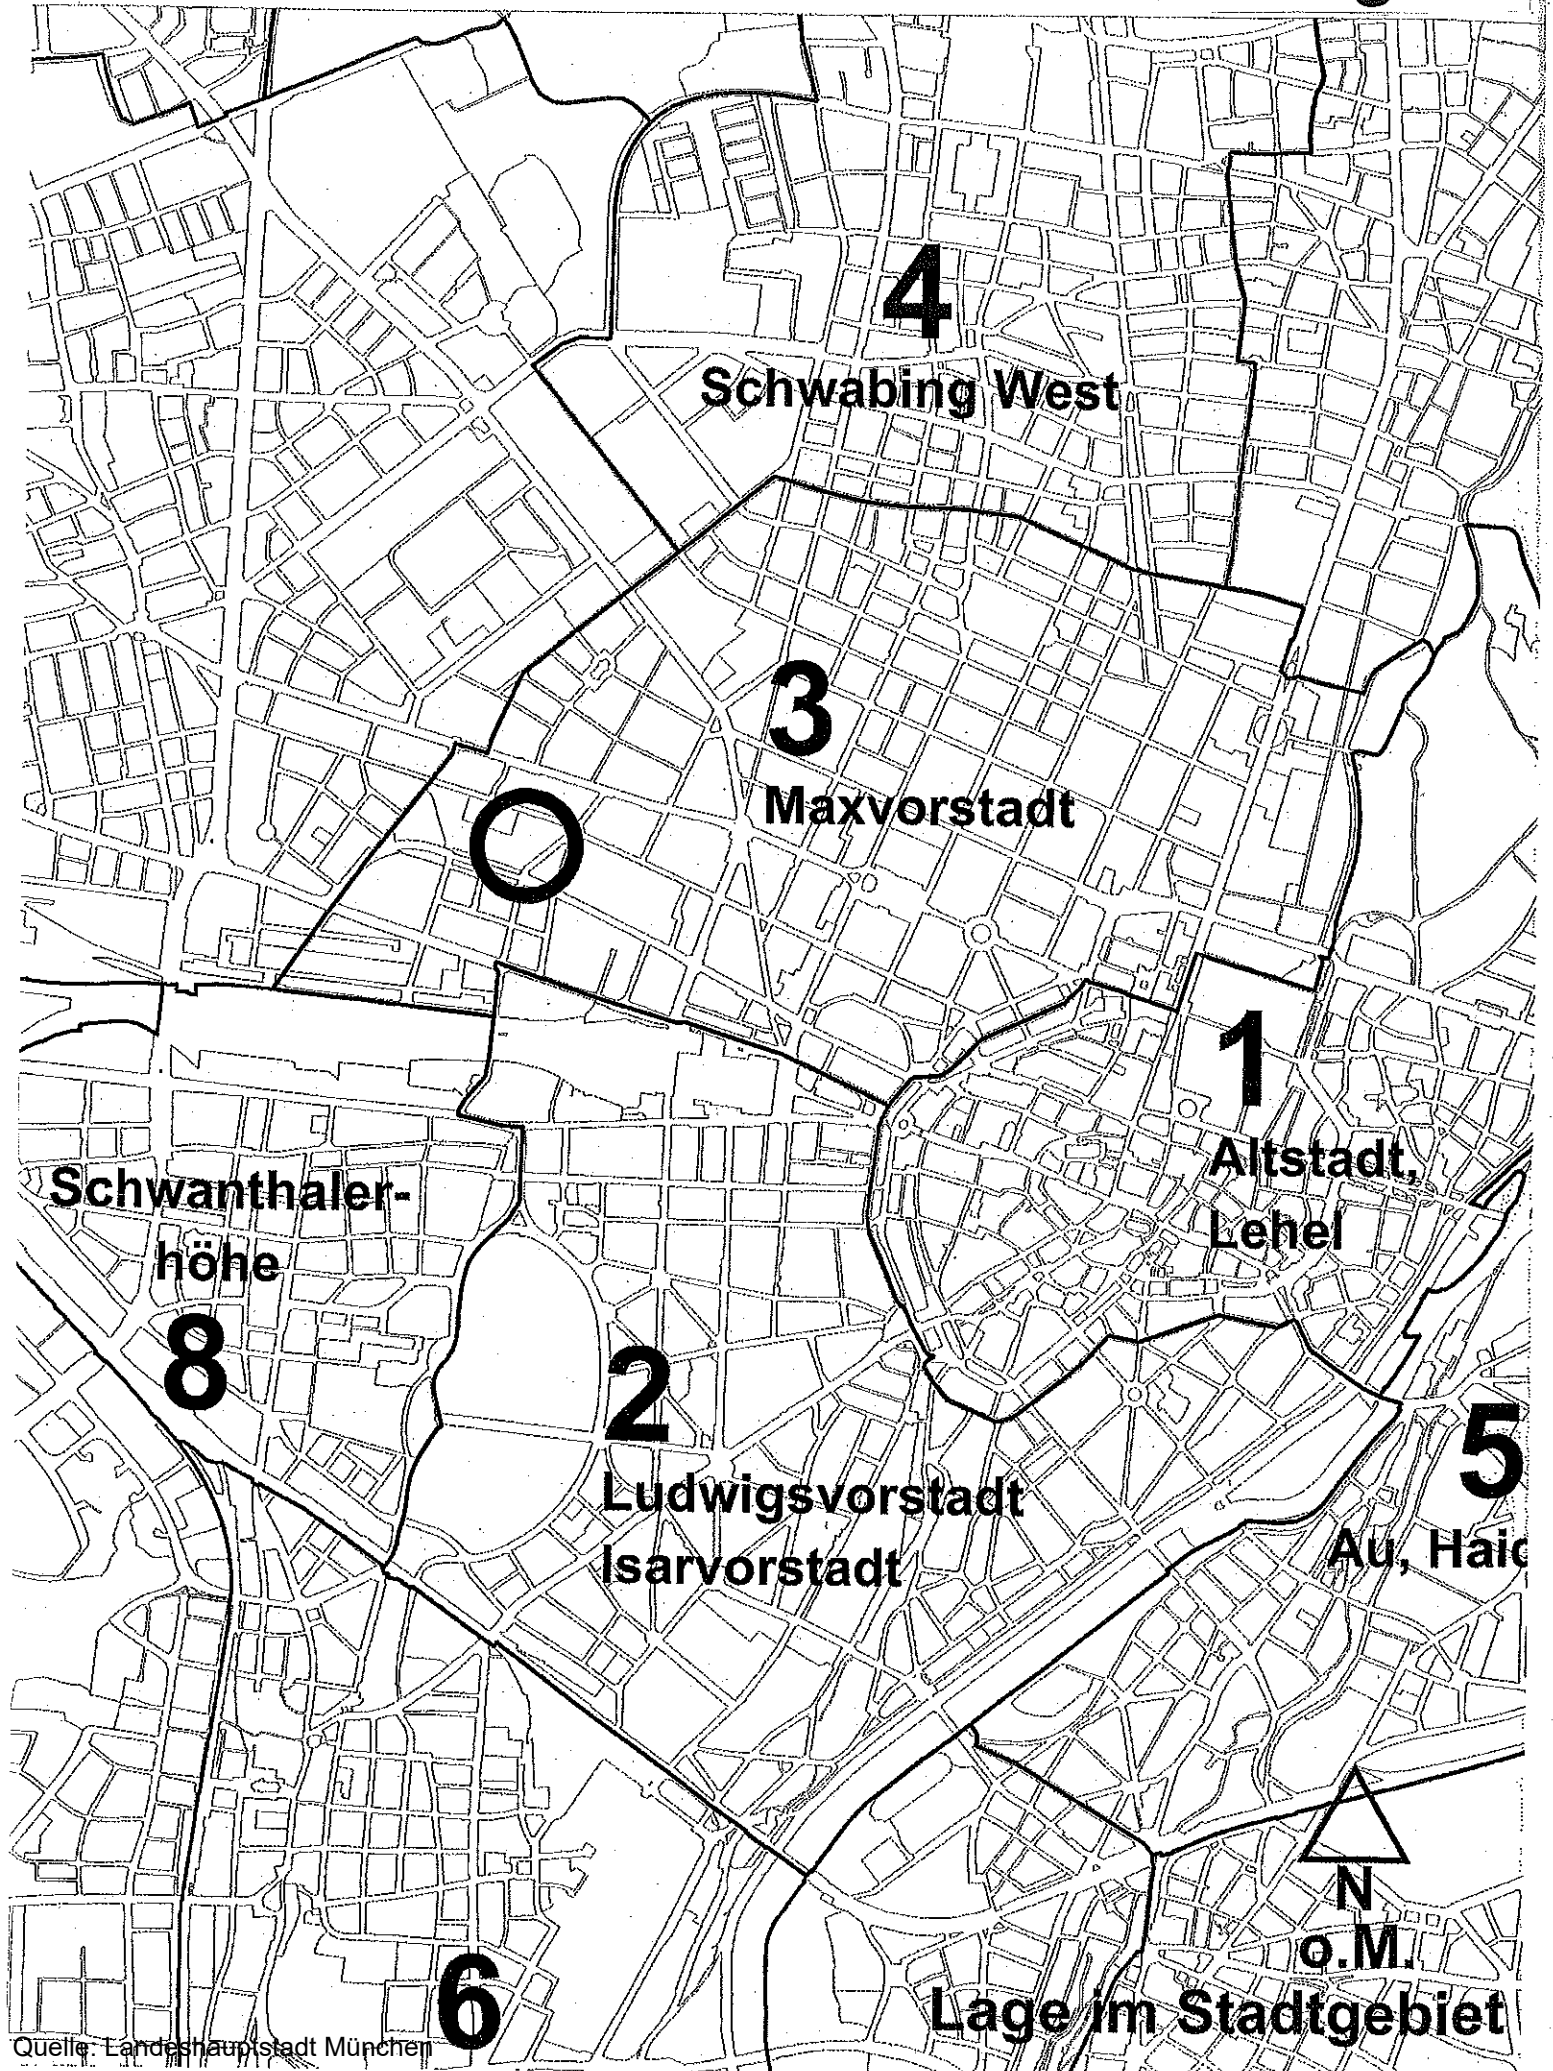 4
Schwabing West
3
Maxvorstadt
1
Altstadt,
Lehel
Schwanthaler-
höhe
8
2
Ludwigsvorstadt
Isarvorstadt
5
Au, Haid
N
o.M.
6
Lage im Stadtgebiet
Quelle: Landeshauptstadt München